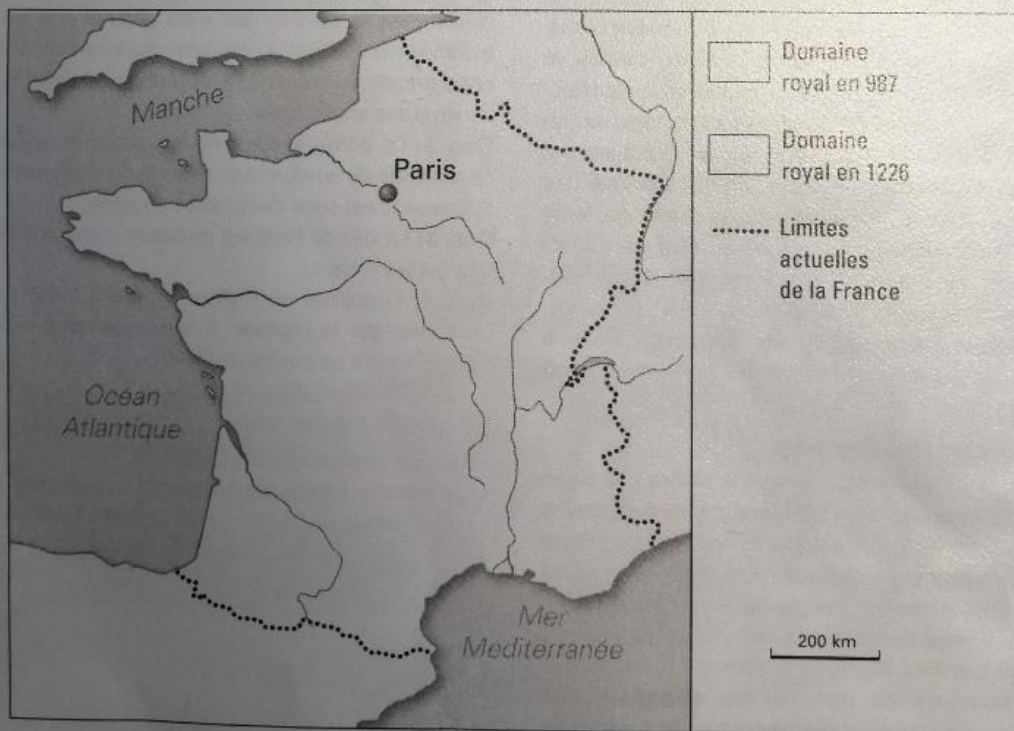 Manche
Paris
Océan
Atlantique
Mer
Méditerranée
Domaine
royal en 987
Domaine
royal en 1226
Limites
actuelles
de la France
200 km